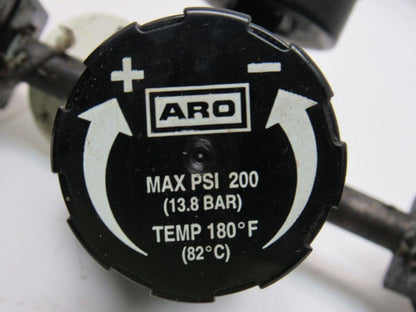 + −
ARO
MAX PSI 200
(13.8 BAR)
TEMP 180°F
(82°C)